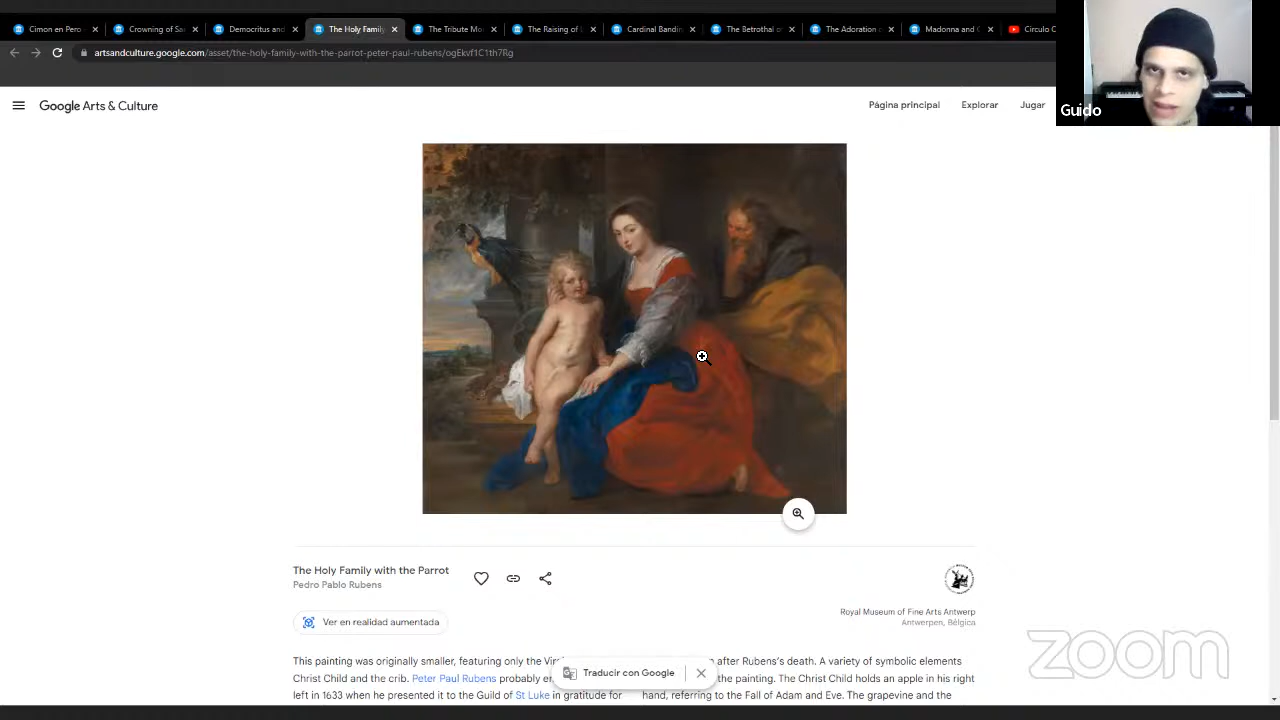 Cimon en Pero
Crowning of Sa
Democritus and
The Holy Family
The Tribute Mo
The Raising of
Cardinal Bandin
The Betrothal o
The Adoration o
Madonna and C
Circulo C
artsandculture.google.com/asset/the-holy-family-with-the-parrot-peter-paul-rubens/ogEkvf1C1th7Rg
Google Arts & Culture
Página principal
Explorar
Jugar
Guido
The Holy Family with the Parrot
Pedro Pablo Rubens
Ver en realidad aumentada
Royal Museum of Fine Arts Antwerp
Antwerpen, Bélgica
This painting was originally smaller, featuring only the
Christ Child and the crib. Peter Paul Rubens probably
left in 1633 when he presented it to the Guild of St Luke in gratitude for
after Rubens's death. A variety of symbolic elements
the painting. The Christ Child holds an apple in his right
hand, referring to the Fall of Adam and Eve. The grapevine and the
Traducir con Google
zoom